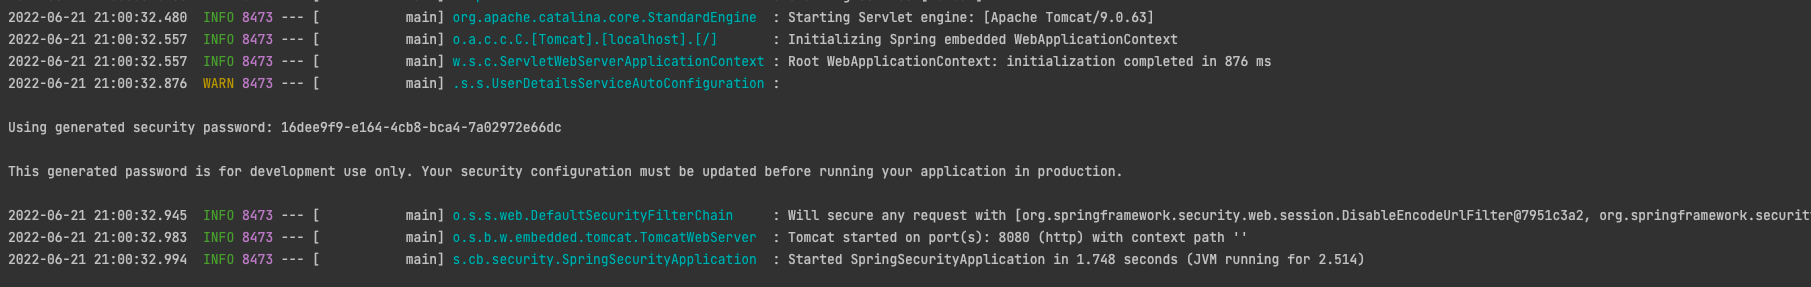 2022-06-21 21:00:32.480  INFO 8473 --- [           main] org.apache.catalina.core.StandardEngine  : Starting Servlet engine: [Apache Tomcat/9.0.63]
2022-06-21 21:00:32.557  INFO 8473 --- [           main] o.a.c.c.C.[Tomcat].[localhost].[/]       : Initializing Spring embedded WebApplicationContext
2022-06-21 21:00:32.557  INFO 8473 --- [           main] w.s.c.ServletWebServerApplicationContext : Root WebApplicationContext: initialization completed in 876 ms
2022-06-21 21:00:32.876  WARN 8473 --- [           main] .s.s.UserDetailsServiceAutoConfiguration :
Using generated security password: 16dee9f9-e164-4cb8-bca4-7a02972e66dc
This generated password is for development use only. Your security configuration must be updated before running your application in production.
2022-06-21 21:00:32.945  INFO 8473 --- [           main] o.s.s.web.DefaultSecurityFilterChain     : Will secure any request with [org.springframework.security.web.session.DisableEncodeUrlFilter@7951c3a2, org.springframework.securit
2022-06-21 21:00:32.983  INFO 8473 --- [           main] o.s.b.w.embedded.tomcat.TomcatWebServer  : Tomcat started on port(s): 8080 (http) with context path ''
2022-06-21 21:00:32.994  INFO 8473 --- [           main] s.cb.security.SpringSecurityApplication  : Started SpringSecurityApplication in 1.748 seconds (JVM running for 2.514)